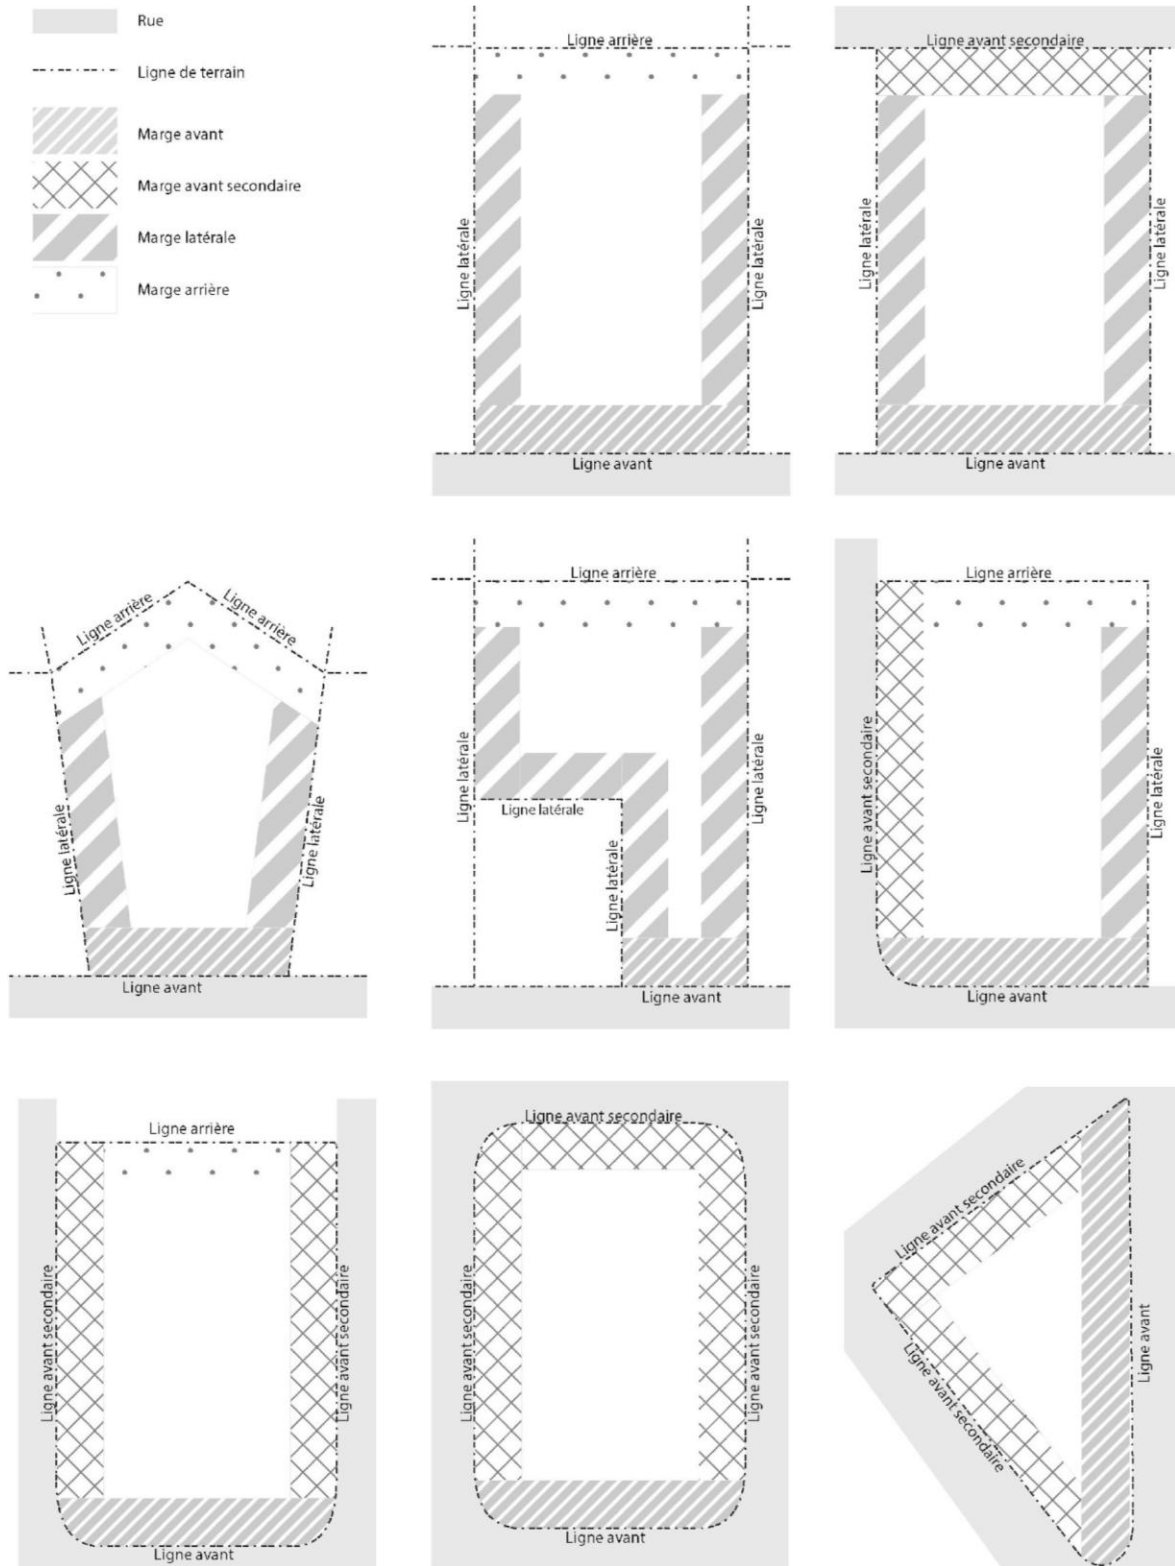 Rue
Ligne de terrain
Marge avant
Marge avant secondaire
Marge latérale
Marge arrière
Ligne arrière
Ligne latérale
Ligne latérale
Ligne avant
Ligne avant secondaire
Ligne latérale
Ligne latérale
Ligne avant
Ligne arrière
Ligne arrière
Ligne latérale
Ligne latérale
Ligne avant
Ligne arrière
Ligne latérale
Ligne latérale
Ligne latérale
Ligne latérale
Ligne avant
Ligne arrière
Ligne avant secondaire
Ligne latérale
Ligne avant
Ligne arrière
Ligne avant secondaire
Ligne avant secondaire
Ligne avant
Ligne avant secondaire
Ligne avant secondaire
Ligne avant secondaire
Ligne avant
Ligne avant secondaire
Ligne avant secondaire
Ligne avant